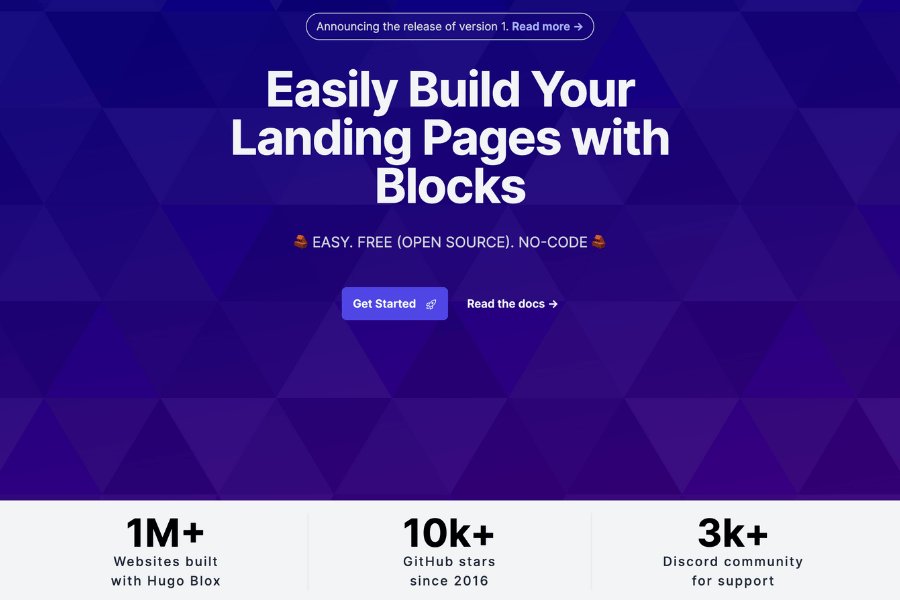 Announcing the release of version 1. Read more →
Easily Build Your
Landing Pages with
Blocks
EASY. FREE (OPEN SOURCE). NO-CODE
Get Started
Read the docs →
1M+
Websites built
with Hugo Blox
10k+
GitHub stars
since 2016
3k+
Discord community
for support